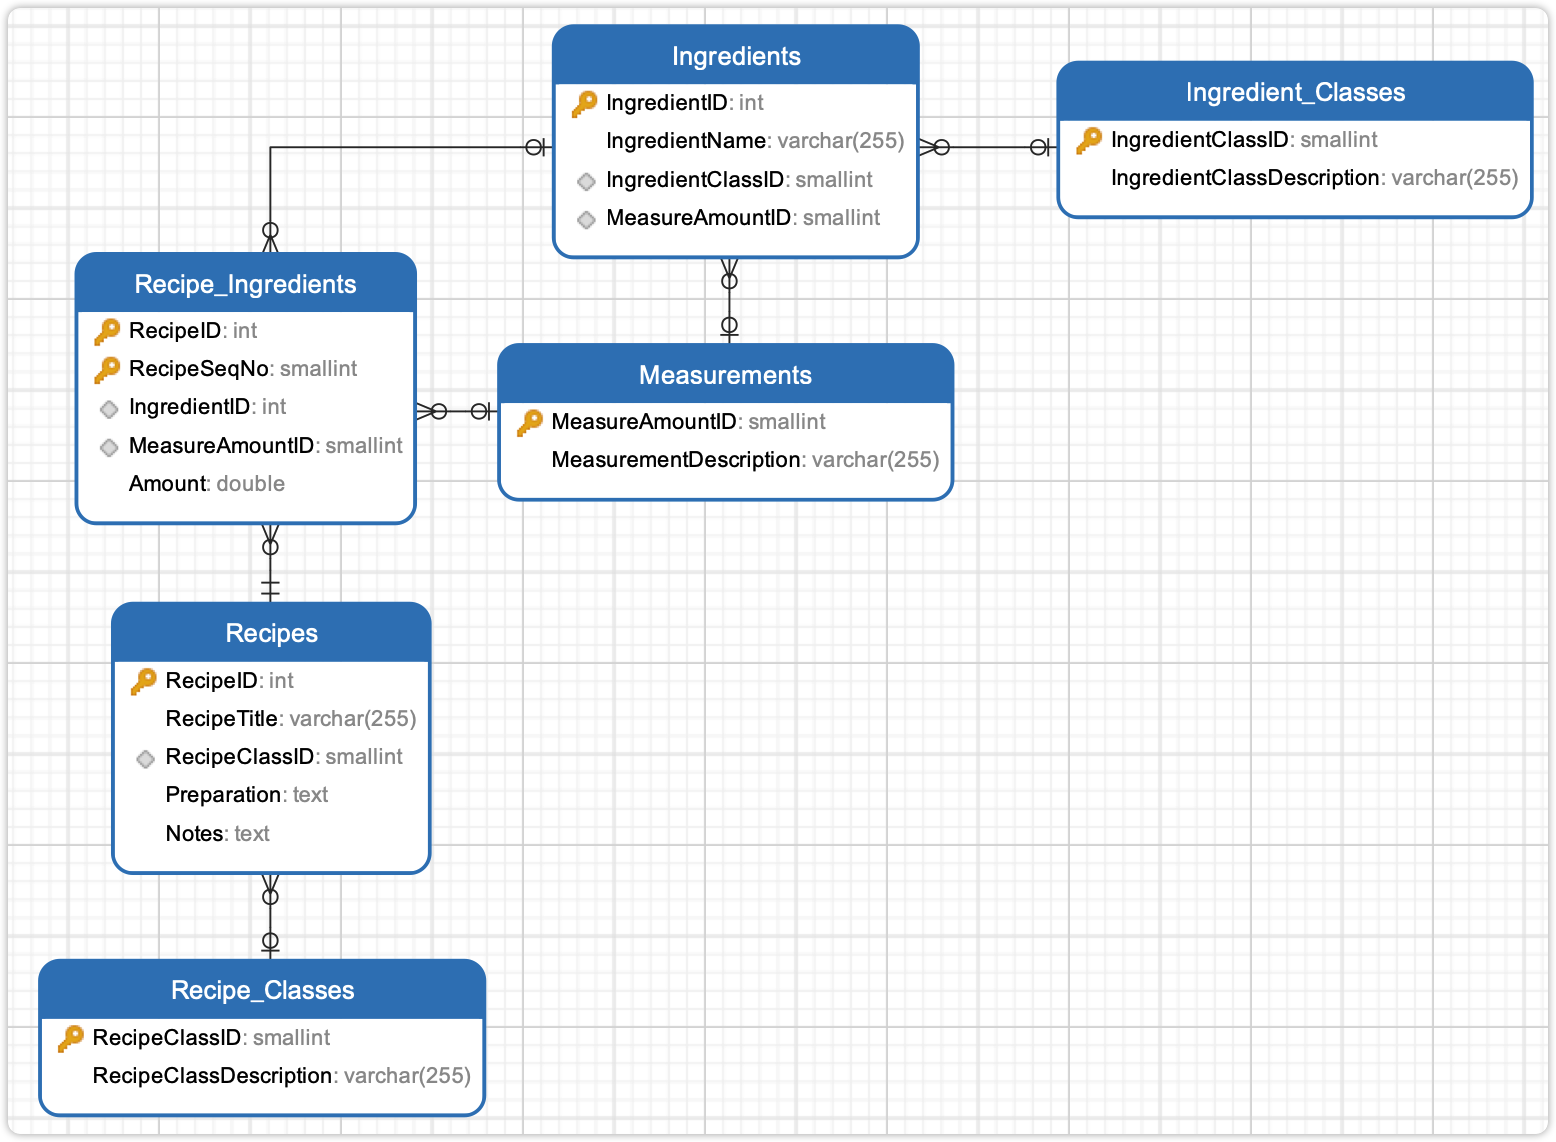 Ingredients
IngredientID: int
IngredientName: varchar(255)
IngredientClassID: smallint
MeasureAmountID: smallint
Ingredient_Classes
IngredientClassID: smallint
IngredientClassDescription: varchar(255)
Recipe_Ingredients
RecipeID: int
RecipeSeqNo: smallint
IngredientID: int
MeasureAmountID: smallint
Amount: double
Measurements
MeasureAmountID: smallint
MeasurementDescription: varchar(255)
Recipes
RecipeID: int
RecipeTitle: varchar(255)
RecipeClassID: smallint
Preparation: text
Notes: text
Recipe_Classes
RecipeClassID: smallint
RecipeClassDescription: varchar(255)